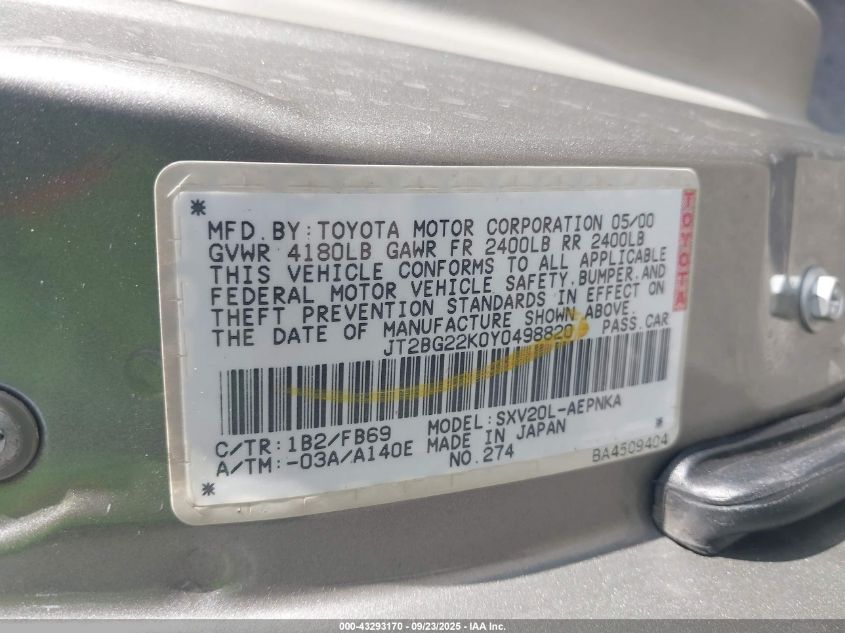 MFD.BY:TOYOTA MOTOR CORPORATION 05/00
GVWR 4180LB GAWR FR 2400LB RR 2400LB
THIS VEHICLE CONFORMS TO ALL APPLICABLE
FEDERAL MOTOR VEHICLE SAFETY,BUMPER,AND
THEFT PREVENTION STANDARDS IN EFFECT ON
THE DATE OF MANUFACTURE SHOWN ABOVE.
JT2BG22K0Y0498820 PASS.CAR
TOYOTA
C/TR:1B2/FB69 MODEL:SXV20L-AEPNKA
A/TM:-03A/A140E MADE IN JAPAN
NO.274 BA4509404
000-43293170 - 09/23/2025 - IAA Inc.